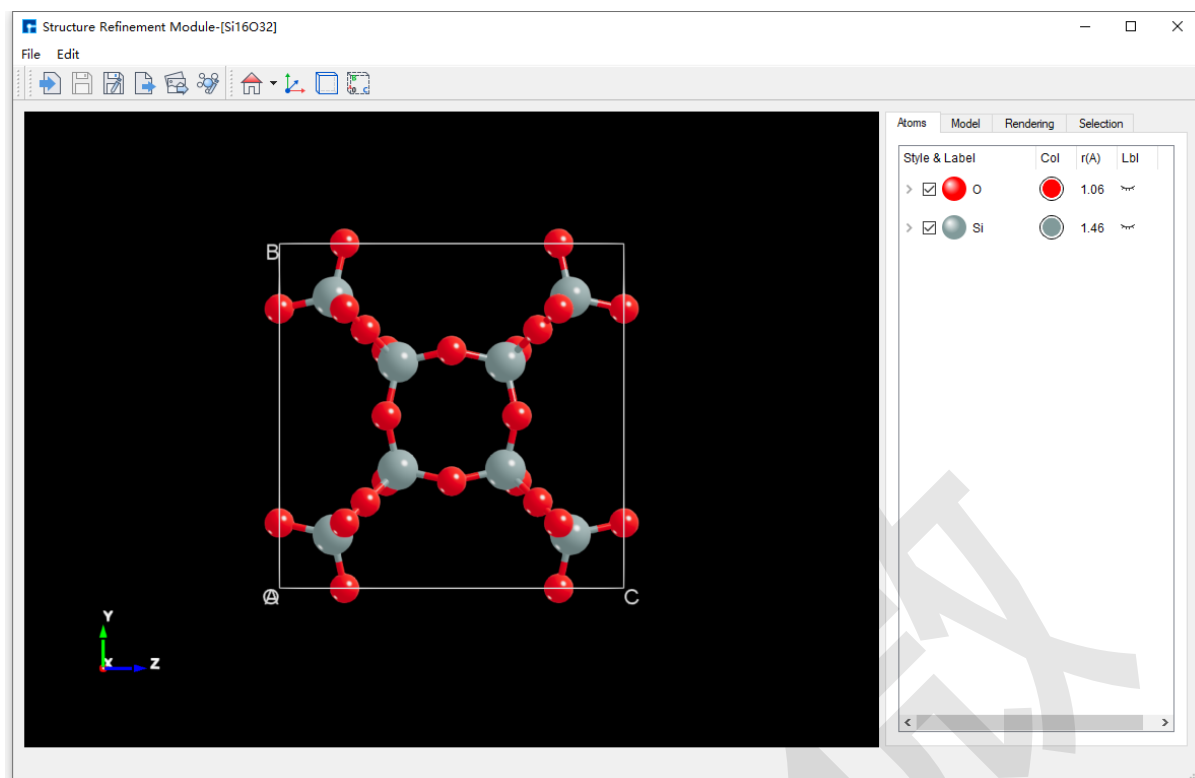 Structure Refinement Module-[Si16O32]
File Edit
Atoms Model Rendering Selection
Style & Label Col r(A) Lbl
O 1.06
Si 1.46
B
A
C
Y
X Z